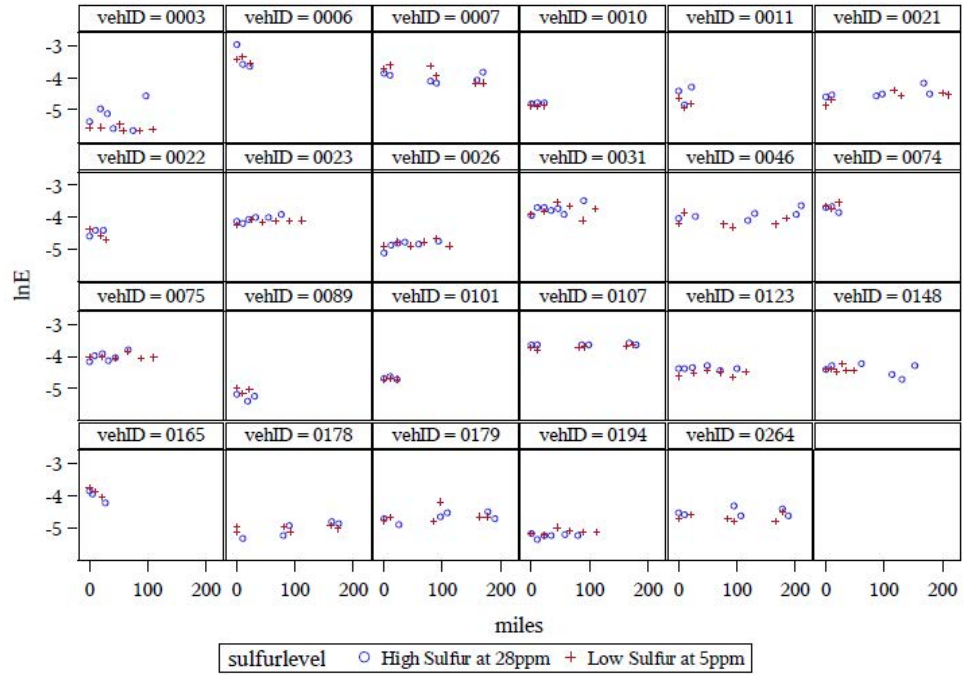 vehID = 0003 vehID = 0006 vehID = 0007 vehID = 0010 vehID = 0011 vehID = 0021
-3
-4
-5
vehID = 0022 vehID = 0023 vehID = 0026 vehID = 0031 vehID = 0046 vehID = 0074
-3
-4
-5
lnE
vehID = 0075 vehID = 0089 vehID = 0101 vehID = 0107 vehID = 0123 vehID = 0148
-3
-4
-5
vehID = 0165 vehID = 0178 vehID = 0179 vehID = 0194 vehID = 0264
-3
-4
-5
0 100 200 0 100 200 0 100 200 0 100 200 0 100 200 0 100 200
miles
sulfurlevel High Sulfur at 28ppm Low Sulfur at 5ppm